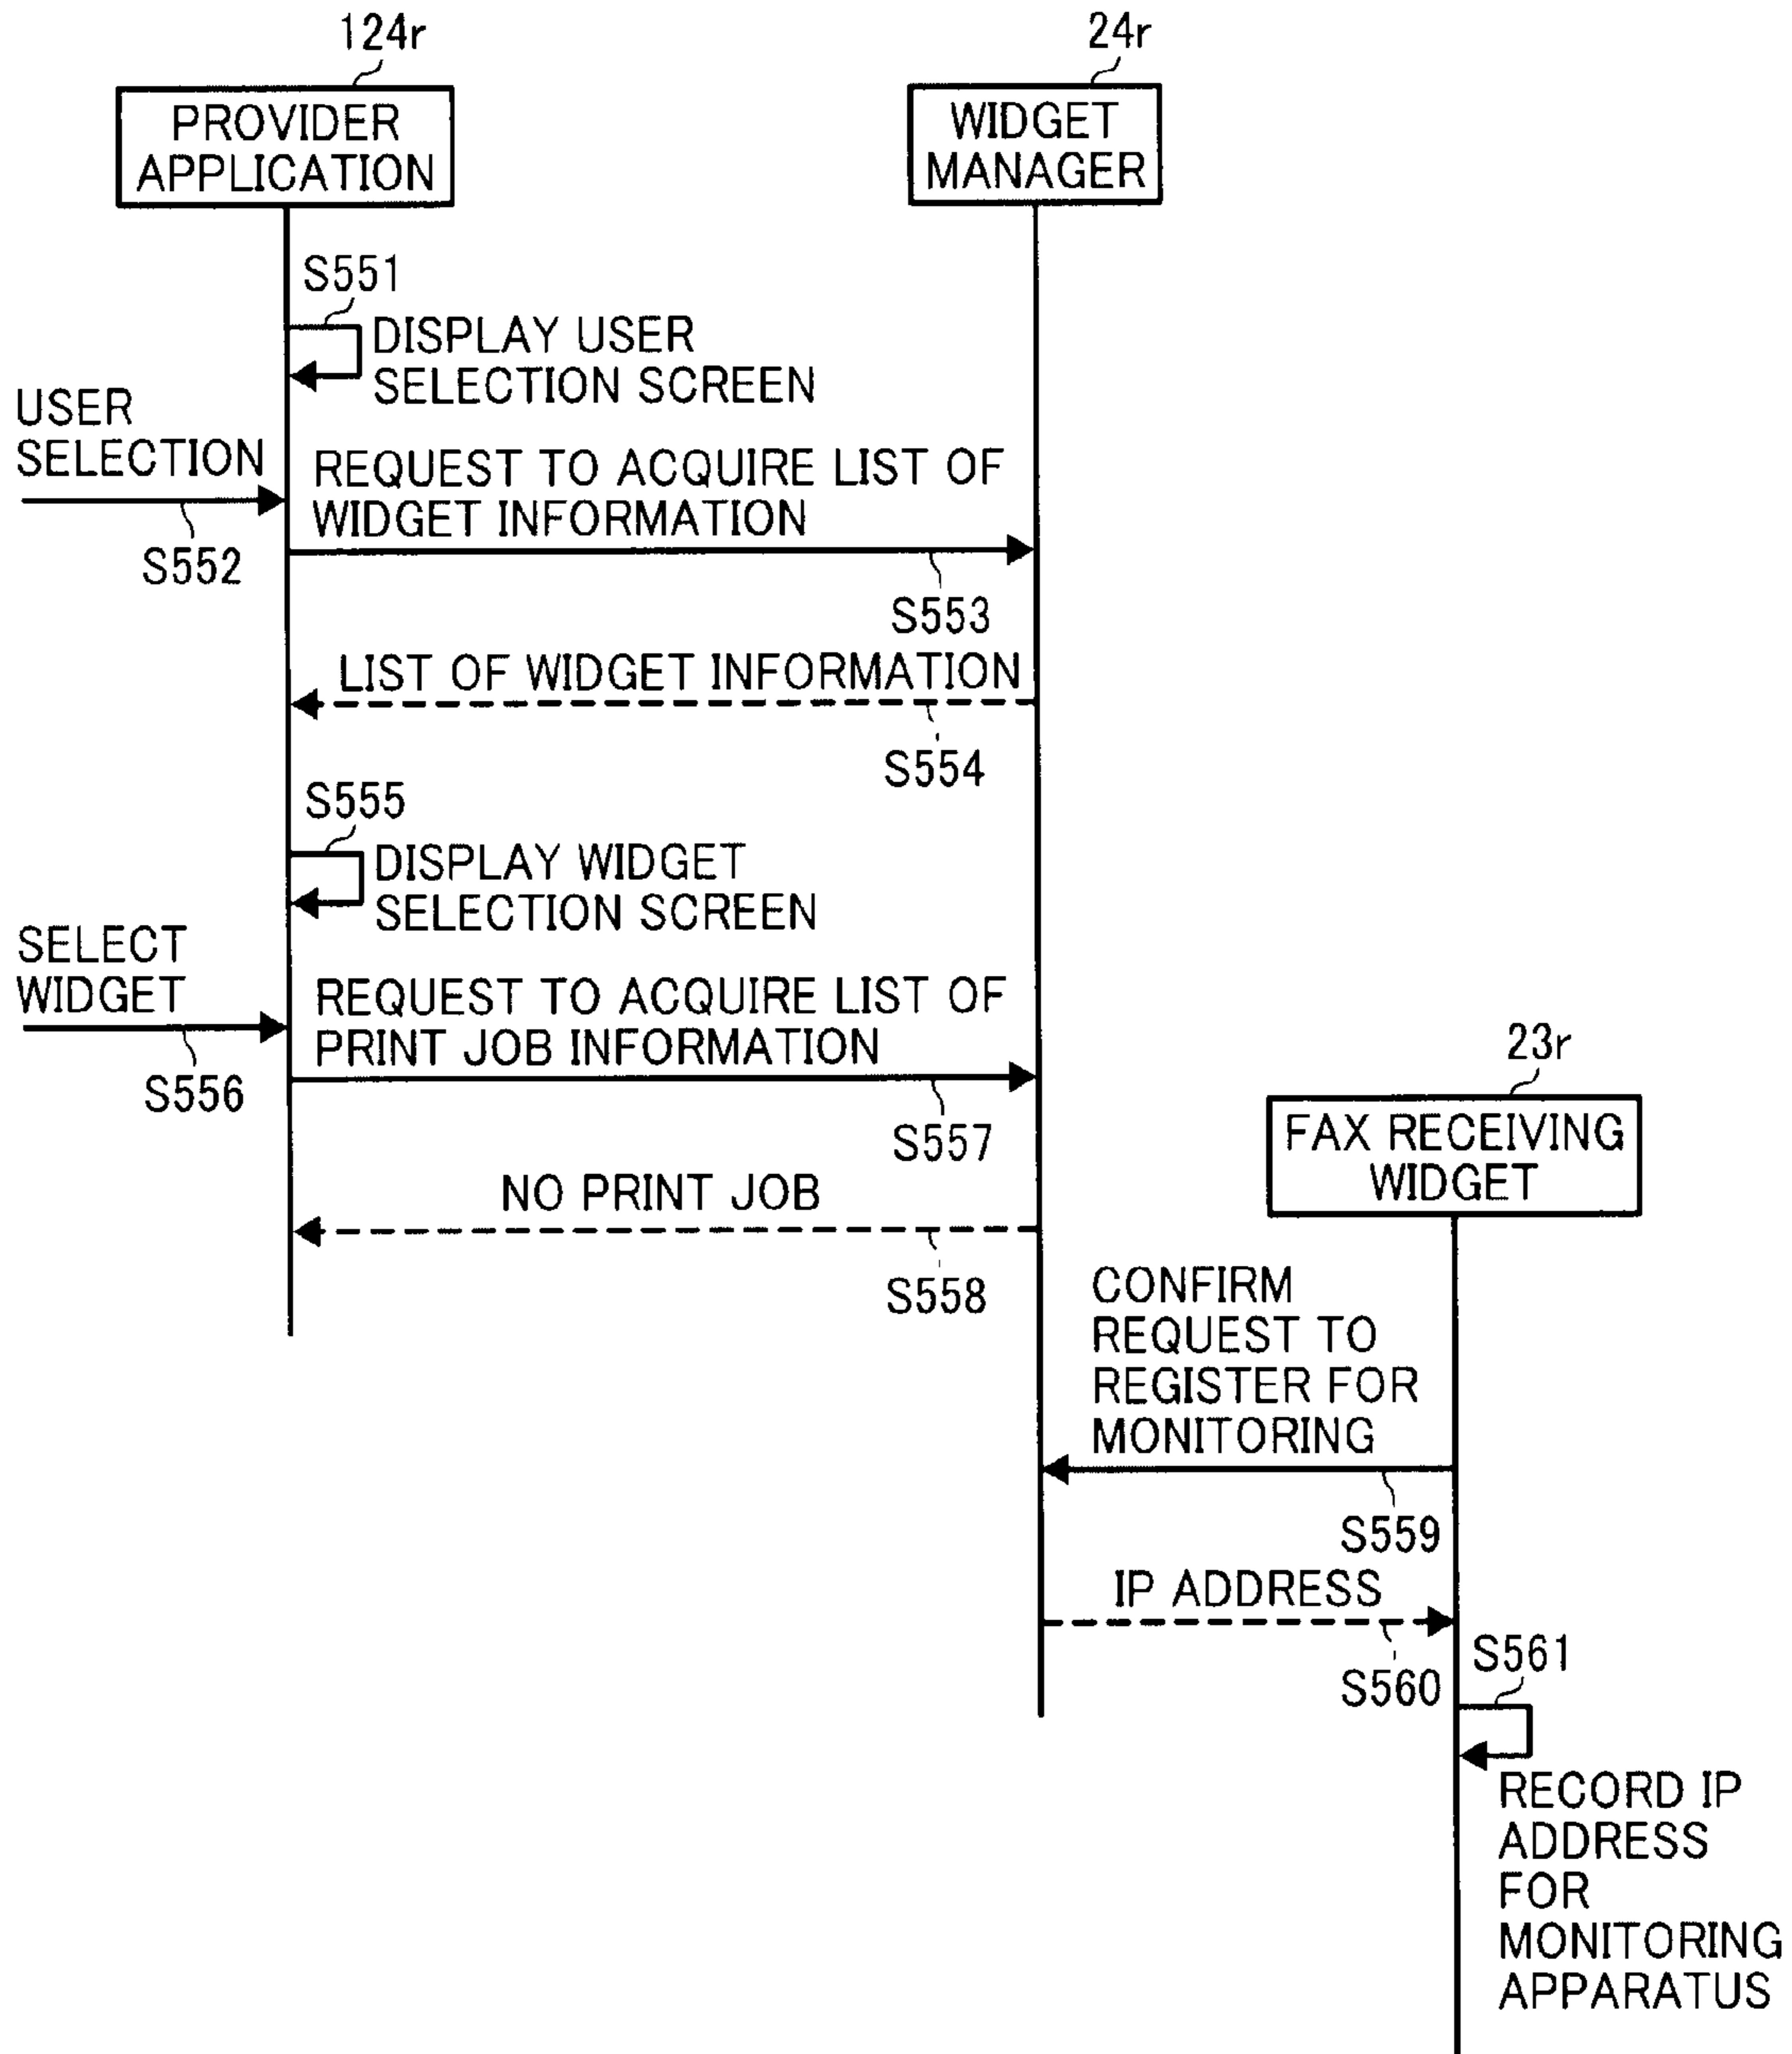 124r
24r
PROVIDER
APPLICATION
WIDGET
MANAGER
S551
DISPLAY USER
SELECTION SCREEN
USER
SELECTION
REQUEST TO ACQUIRE LIST OF
WIDGET INFORMATION
S552
S553
LIST OF WIDGET INFORMATION
S554
S555
DISPLAY WIDGET
SELECTION SCREEN
SELECT
WIDGET
REQUEST TO ACQUIRE LIST OF
PRINT JOB INFORMATION
S556
S557
23r
FAX RECEIVING
WIDGET
NO PRINT JOB
S558
CONFIRM
REQUEST TO
REGISTER FOR
MONITORING
S559
IP ADDRESS
S560
S561
RECORD IP
ADDRESS
FOR
MONITORING
APPARATUS